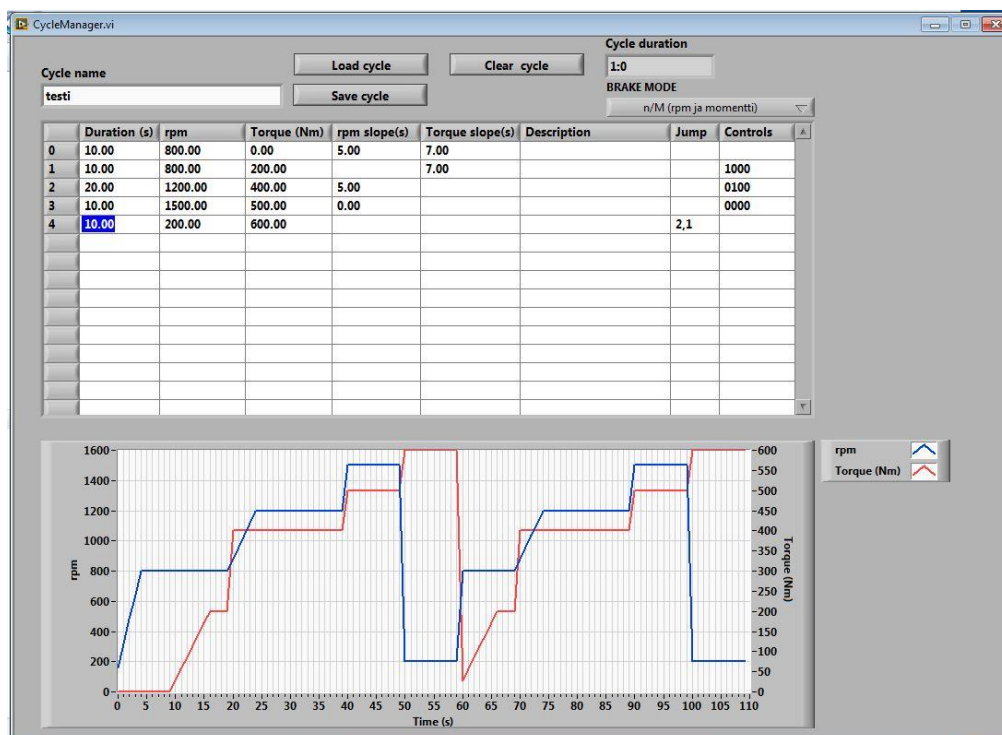 CycleManager.vi
Cycle duration
Load cycle Clear cycle 1:0
Cycle name
BRAKE MODE
testi Save cycle
n/M (rpm ja momentti)
Duration (s) rpm Torque (Nm) rpm slope(s) Torque slope(s) Description Jump Controls
0 10.00 800.00 0.00 5.00 7.00
1 10.00 800.00 200.00 7.00 1000
2 20.00 1200.00 400.00 5.00 0100
3 10.00 1500.00 500.00 0.00 0000
4 10.00 200.00 600.00 2,1
1600 600 rpm
550 Torque (Nm)
1400
500
1200 450
400
1000
350
rpm 800 300 Torque (Nm)
250
600
200
400 150
100
200
50
0 0
0 5 10 15 20 25 30 35 40 45 50 55 60 65 70 75 80 85 90 95 100 105 110
Time (s)